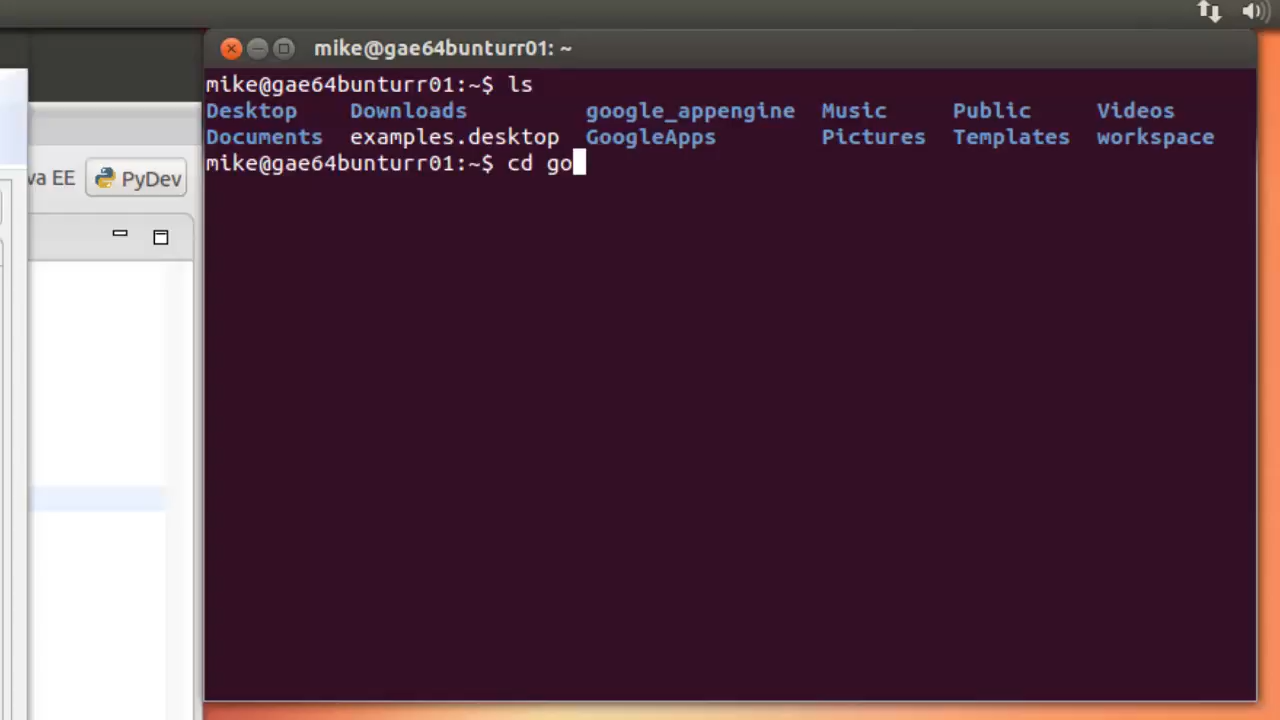 mike@gae64bunturr01: ~
mike@gae64bunturr01:~$ ls
Desktop Downloads google_appengine Music Public Videos
Documents examples.desktop GoogleApps Pictures Templates workspace
mike@gae64bunturr01:~$ cd go
va EE PyDev